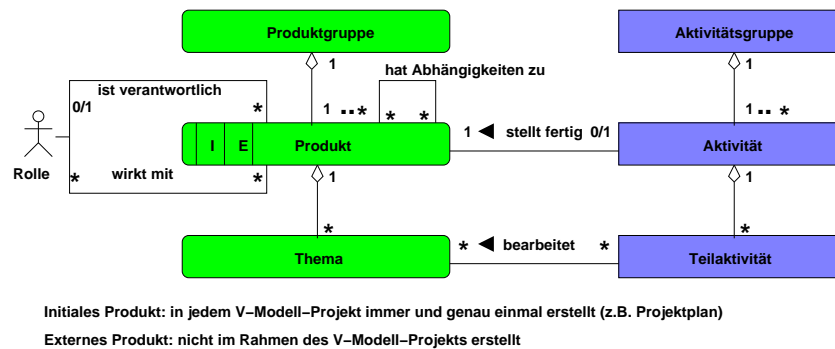 Produktgruppe
Aktivitätsgruppe
1
hat Abhängigkeiten zu
1
ist verantwortlich
0/1
*
1 ..*
* *
1..*
I E Produkt
1 ◄ stellt fertig 0/1
Aktivität
Rolle
* wirkt mit *
1
1
*
*
Thema
* ◄ bearbeitet *
Teilaktivität
Initiales Produkt: in jedem V−Modell−Projekt immer und genau einmal erstellt (z.B. Projektplan)
Externes Produkt: nicht im Rahmen des V−Modell−Projekts erstellt